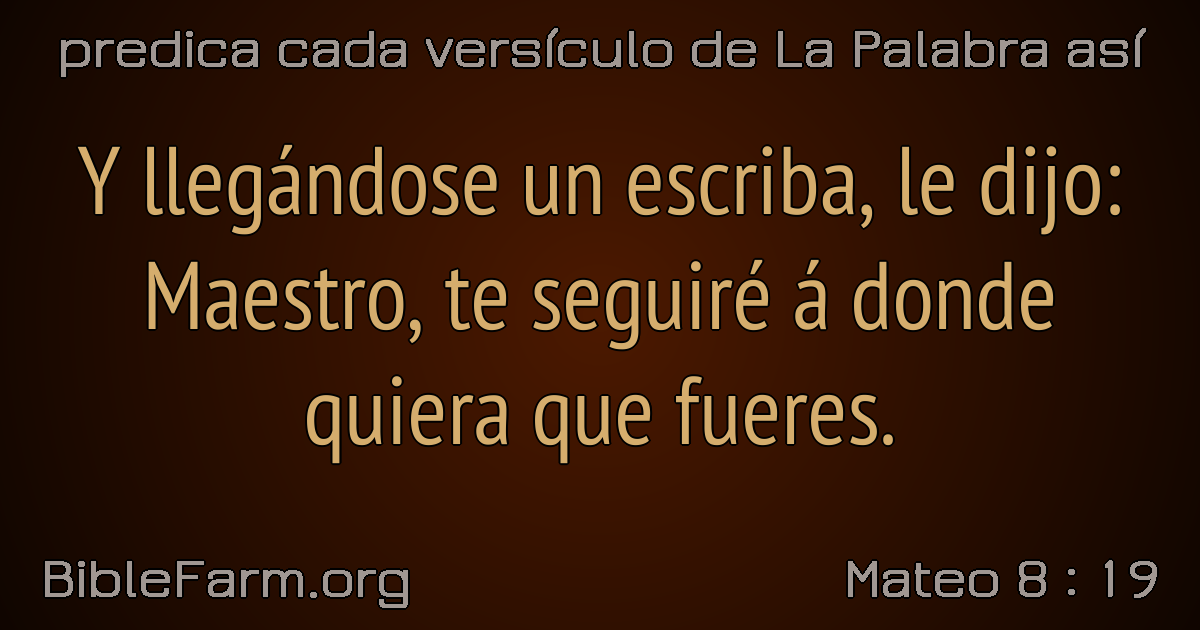 predica cada versículo de La Palabra así
Y llegándose un escriba, le dijo:
Maestro, te seguiré á donde
quiera que fueres.
BibleFarm.org
Mateo 8 : 19